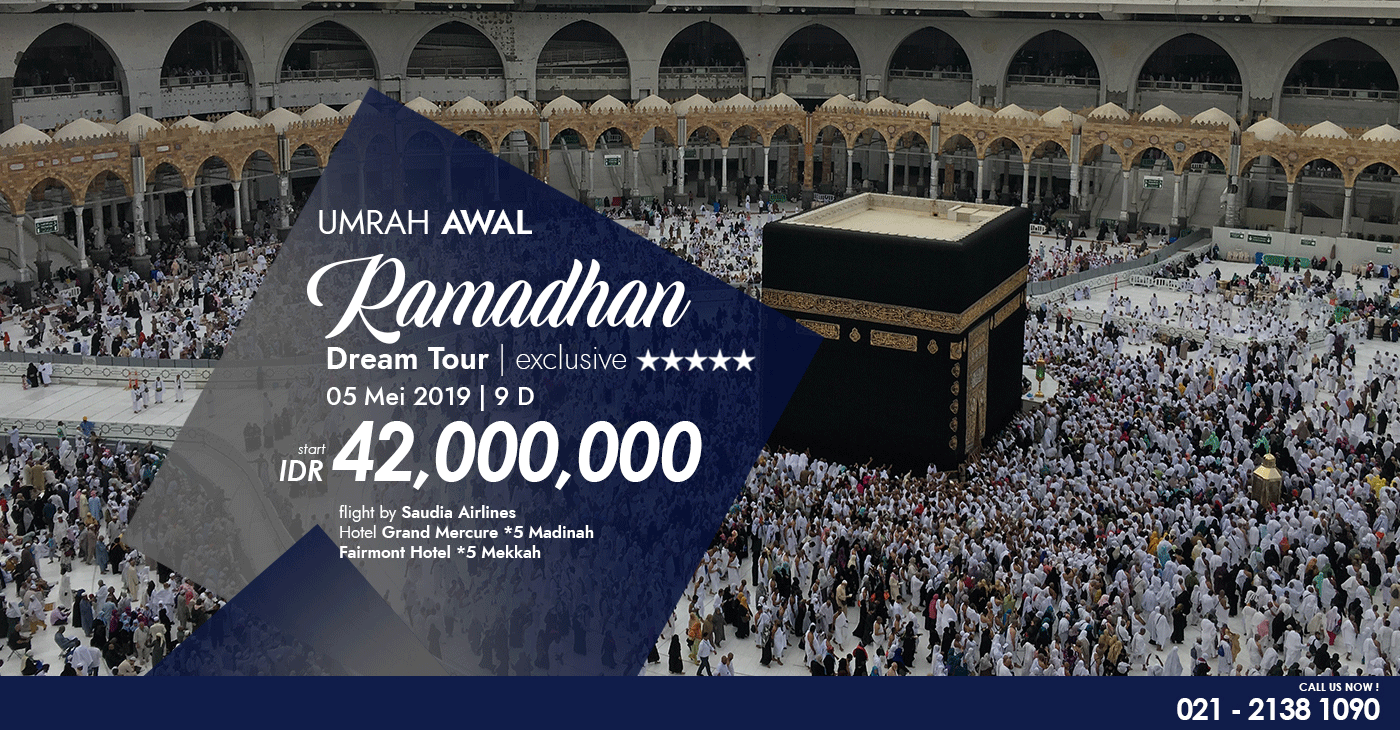 UMRAH AWAL
Ramadhan
Dream Tour | exclusive ★★★★★
05 Mei 2019 | 9 D
start
IDR 42,000,000
flight by Saudia Airlines
Hotel Grand Mercure *5 Madinah
Fairmont Hotel *5 Mekkah
CALL US NOW !
021 - 2138 1090